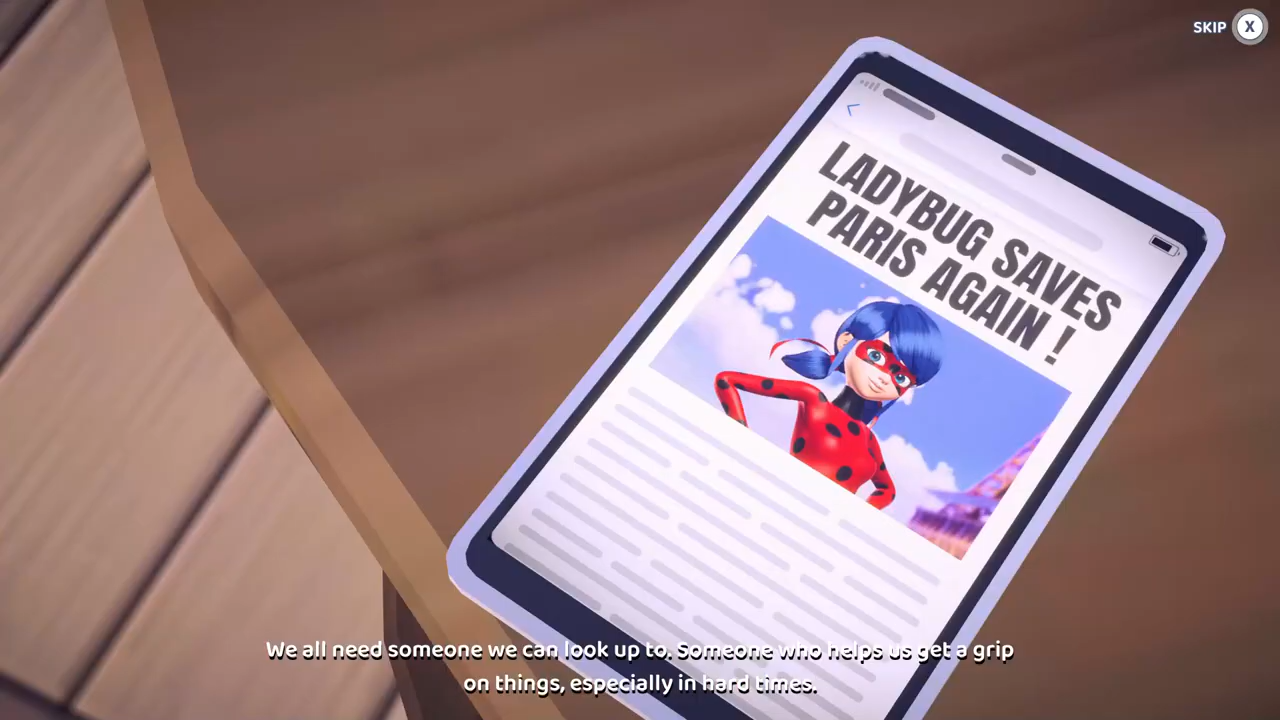 SKIP X
LADYBUG SAVES
PARIS AGAIN !
We all need someone we can look up to. Someone who helps us get a grip
on things, especially in hard times.